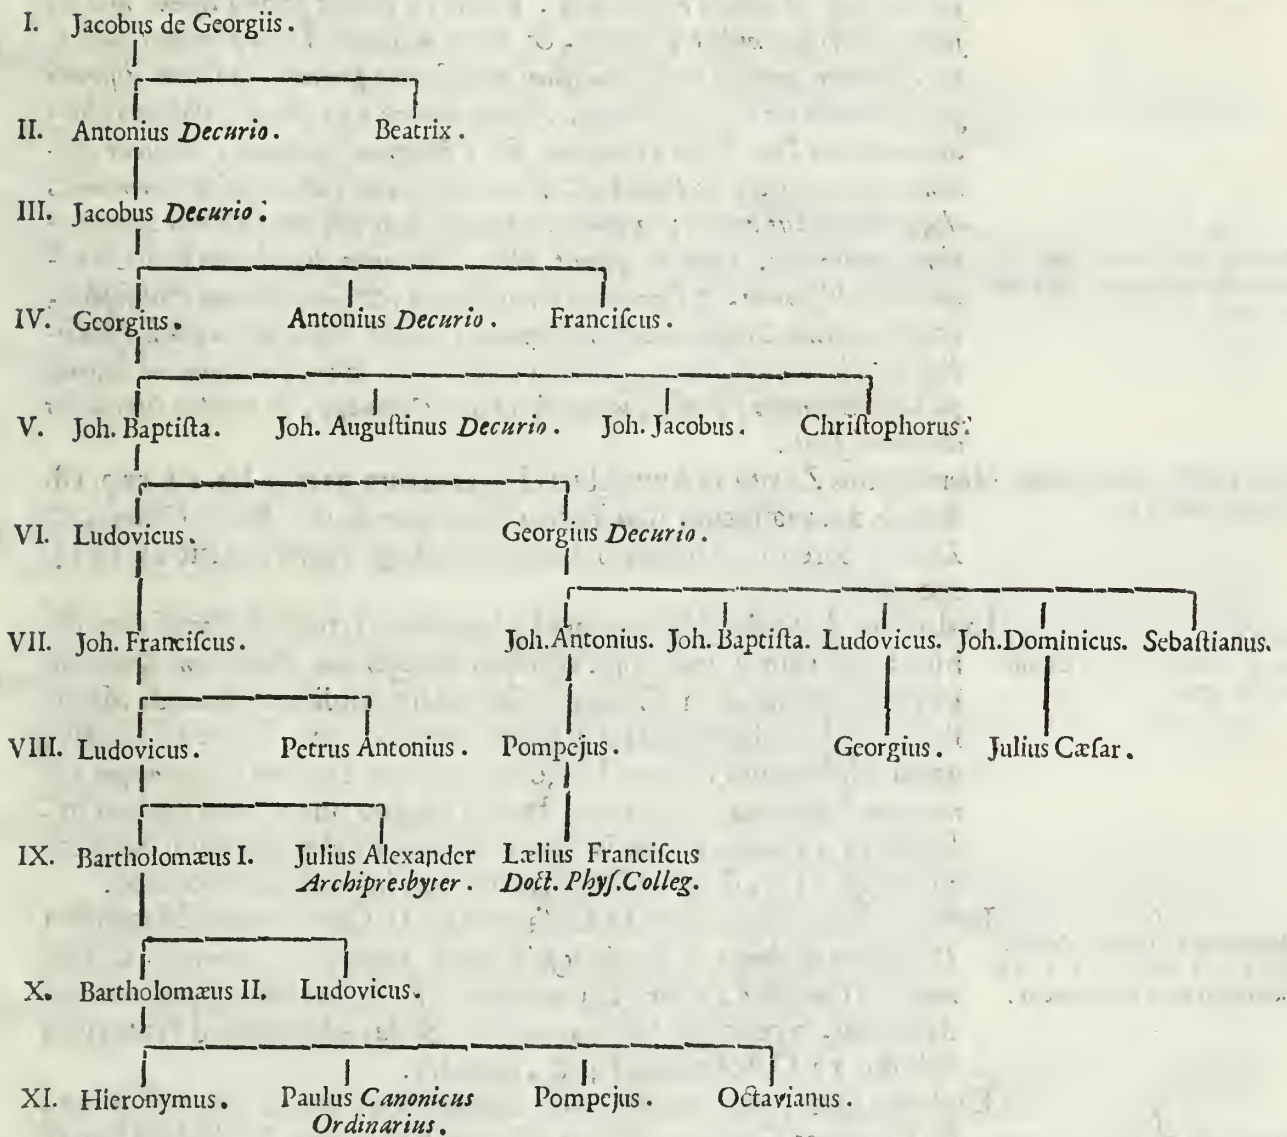 I. Jacobus de Georgiis.
II. Antonius Decurio. Beatrix.
III. Jacobus Decurio.
IV. Georgius. Antonius Decurio. Franciſcus.
V. Joh. Baptiſta. Joh. Auguſtinus Decurio. Joh. Jacobus. Chriſtophorus.
VI. Ludovicus. Georgius Decurio.
VII. Joh. Franciſcus. Joh. Antonius. Joh. Baptiſta. Ludovicus. Joh. Dominicus. Sebaſtianus.
VIII. Ludovicus. Petrus Antonius. Pompejus. Georgius. Julius Cæſar.
IX. Bartholomæus I. Julius Alexander Lælius Franciſcus
Archipresbyter. Doct. Phyſ. Colleg.
X. Bartholomæus II. Ludovicus.
XI. Hieronymus. Paulus Canonicus Pompejus. Octavianus.
Ordinarius.